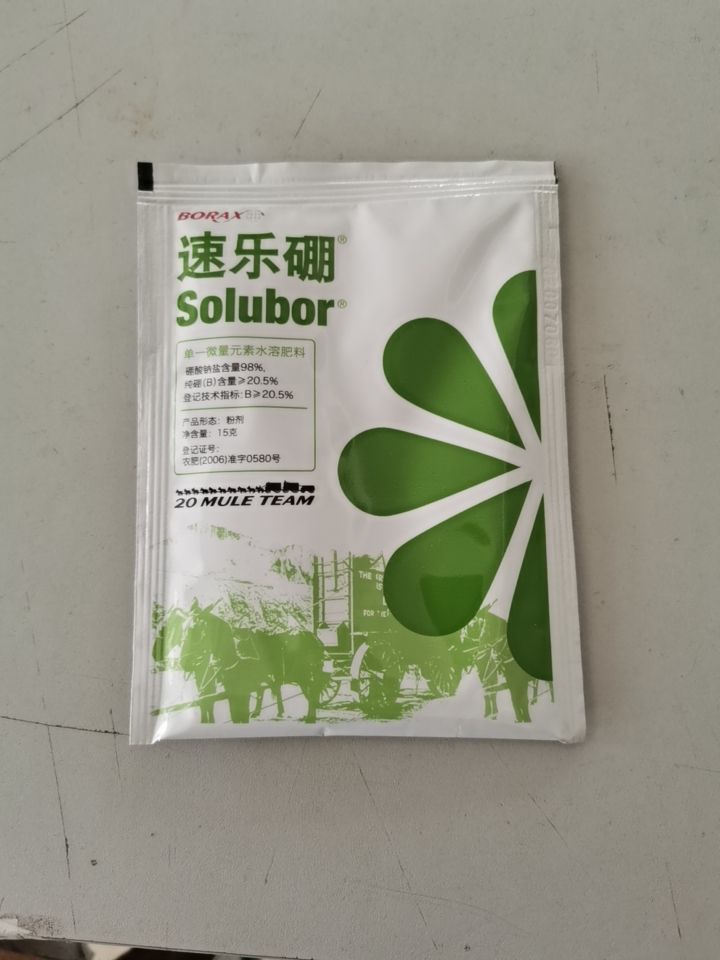 BORAX
速乐硼®
Solubor®
单一微量元素水溶肥料
硼酸钠盐含量98%,
纯硼(B)含量≥20.5%
登记技术指标:B≥20.5%
产品形态：粉剂
净含量：15克
登记证号：
农肥(2006)准字0580号
20 MULE TEAM